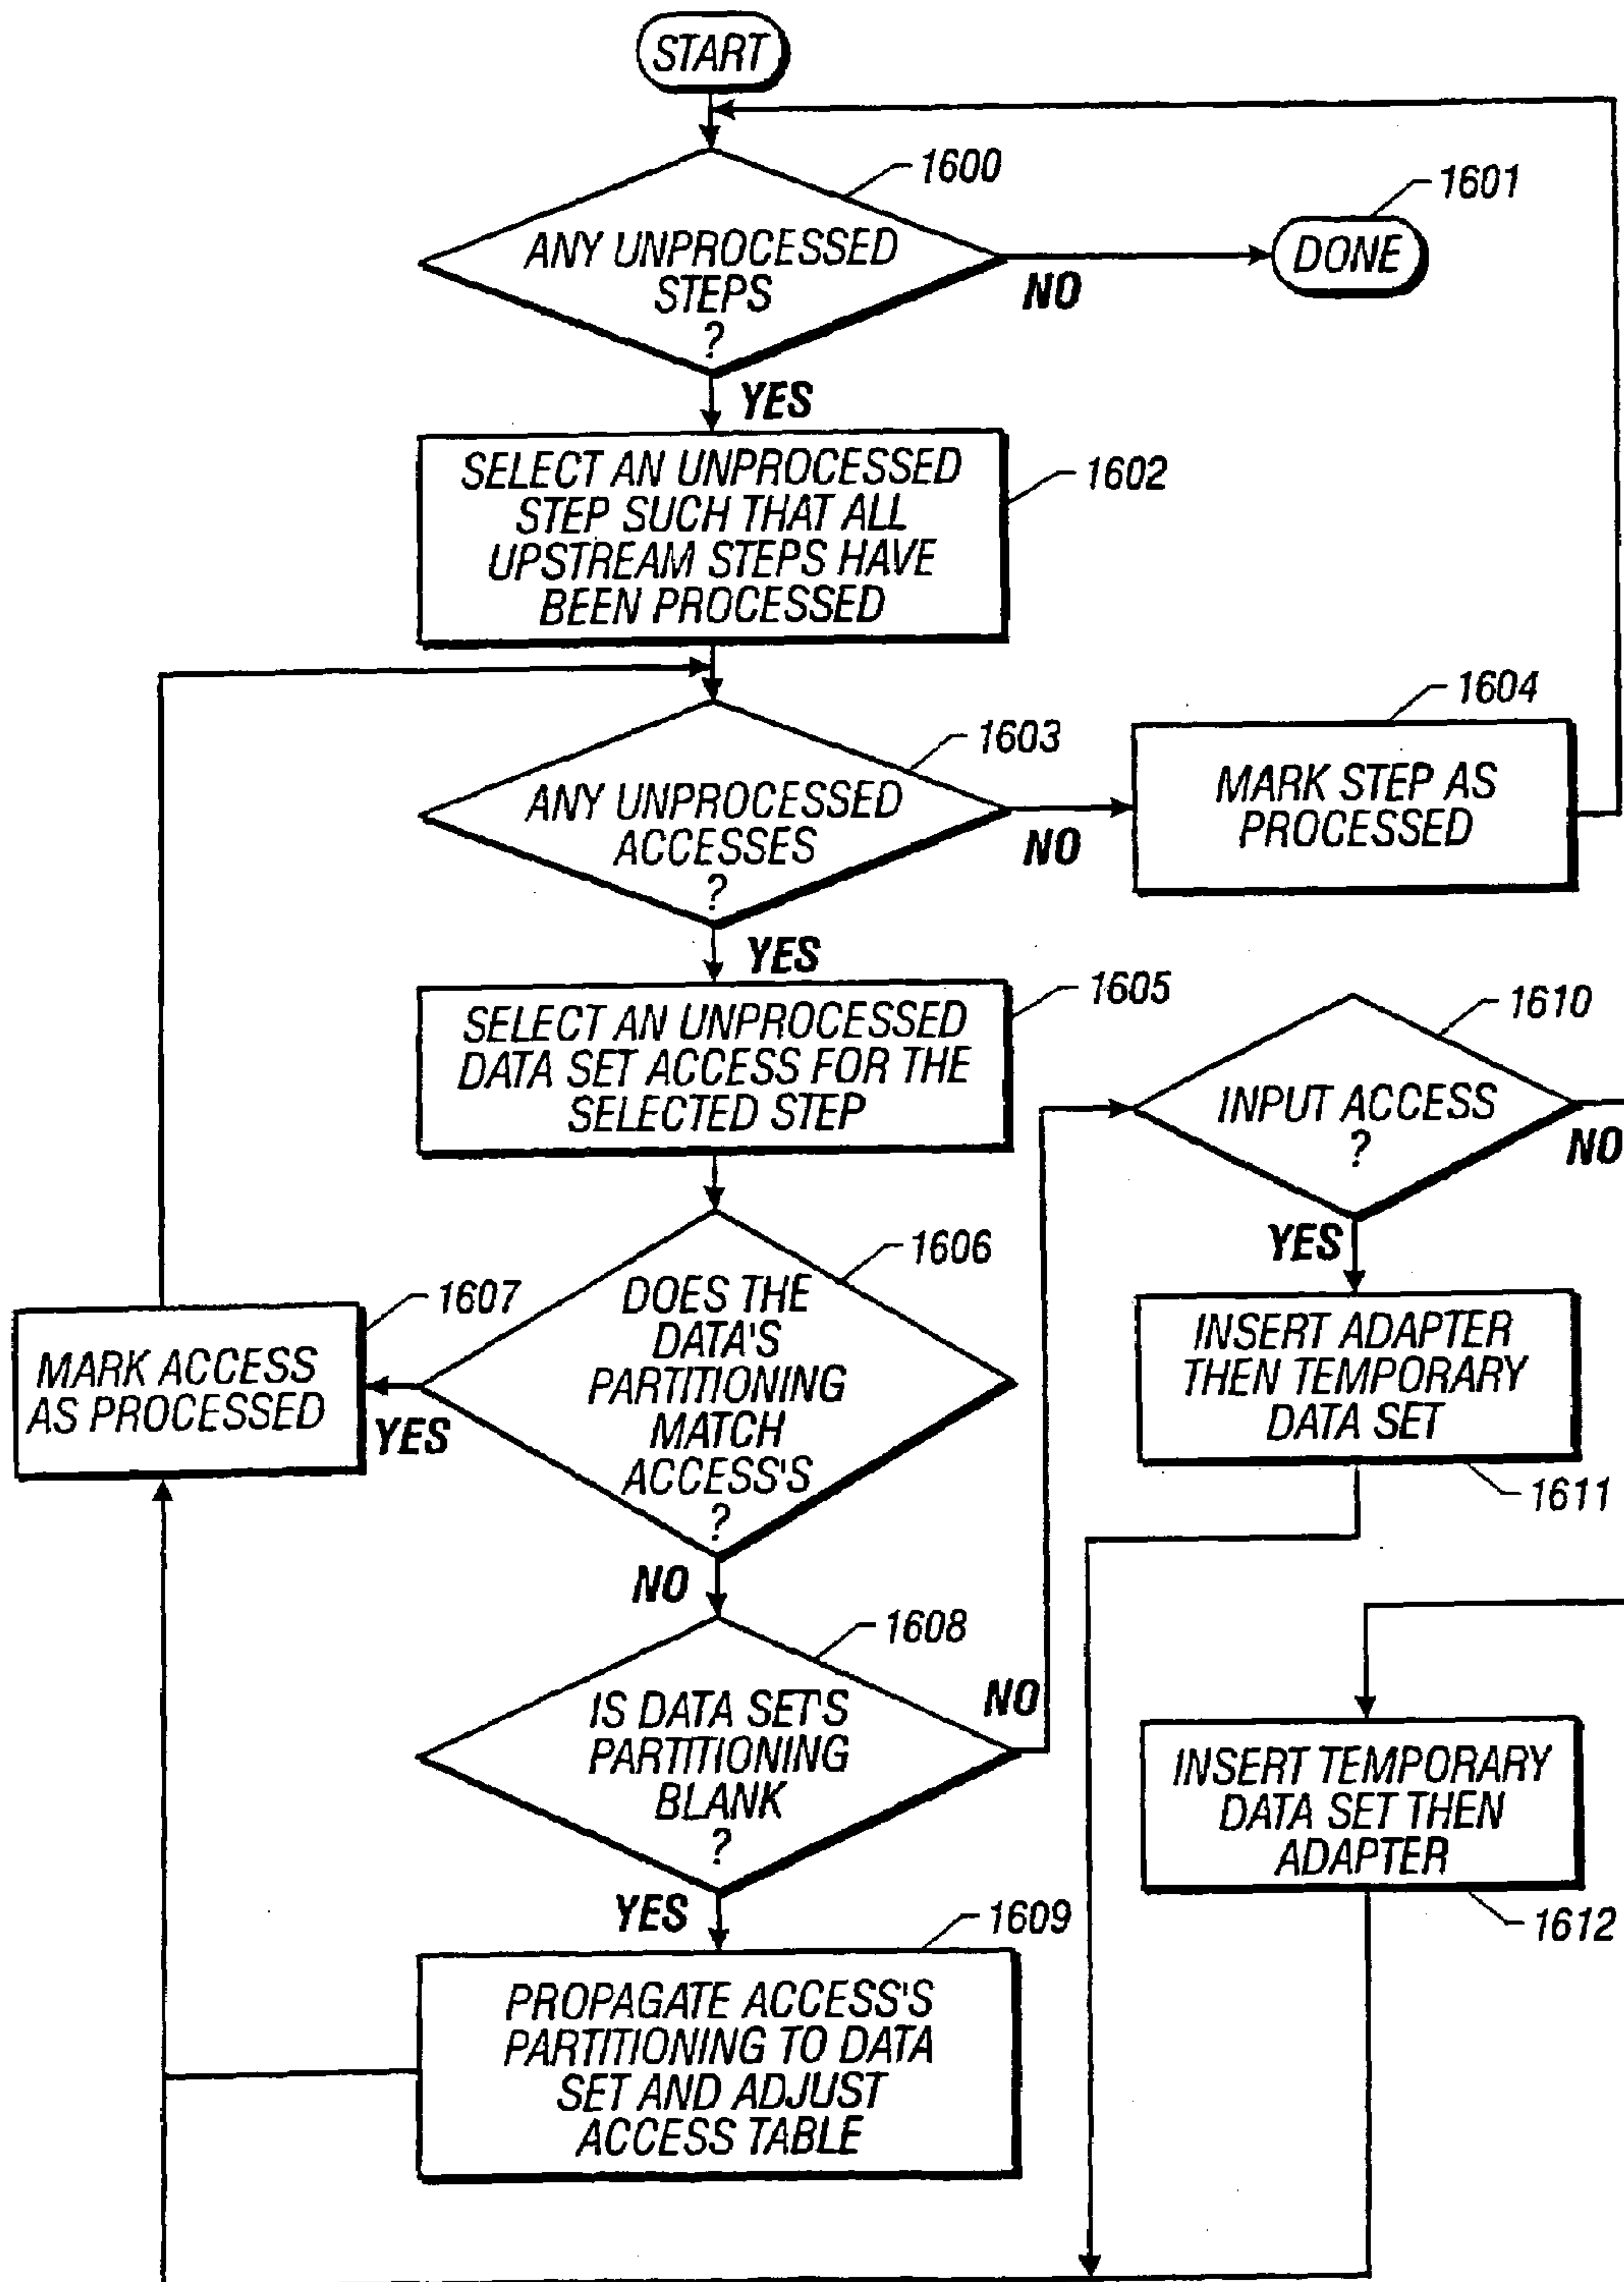 START
1600
1601
ANY UNPROCESSED
STEPS
?
DONE
NO
YES
SELECT AN UNPROCESSED
STEP SUCH THAT ALL
UPSTREAM STEPS HAVE
BEEN PROCESSED
1602
1603
ANY UNPROCESSED
ACCESSES
?
NO
1604
MARK STEP AS
PROCESSED
YES
1605
SELECT AN UNPROCESSED
DATA SET ACCESS FOR THE
SELECTED STEP
1610
INPUT ACCESS
?
NO
YES
1606
DOES THE
DATA'S
PARTITIONING
MATCH
ACCESS'S
?
1607
MARK ACCESS
AS PROCESSED
YES
INSERT ADAPTER
THEN TEMPORARY
DATA SET
1611
NO
1608
IS DATA SET'S
PARTITIONING
BLANK
?
NO
INSERT TEMPORARY
DATA SET THEN
ADAPTER
1612
YES
1609
PROPAGATE ACCESS'S
PARTITIONING TO DATA
SET AND ADJUST
ACCESS TABLE